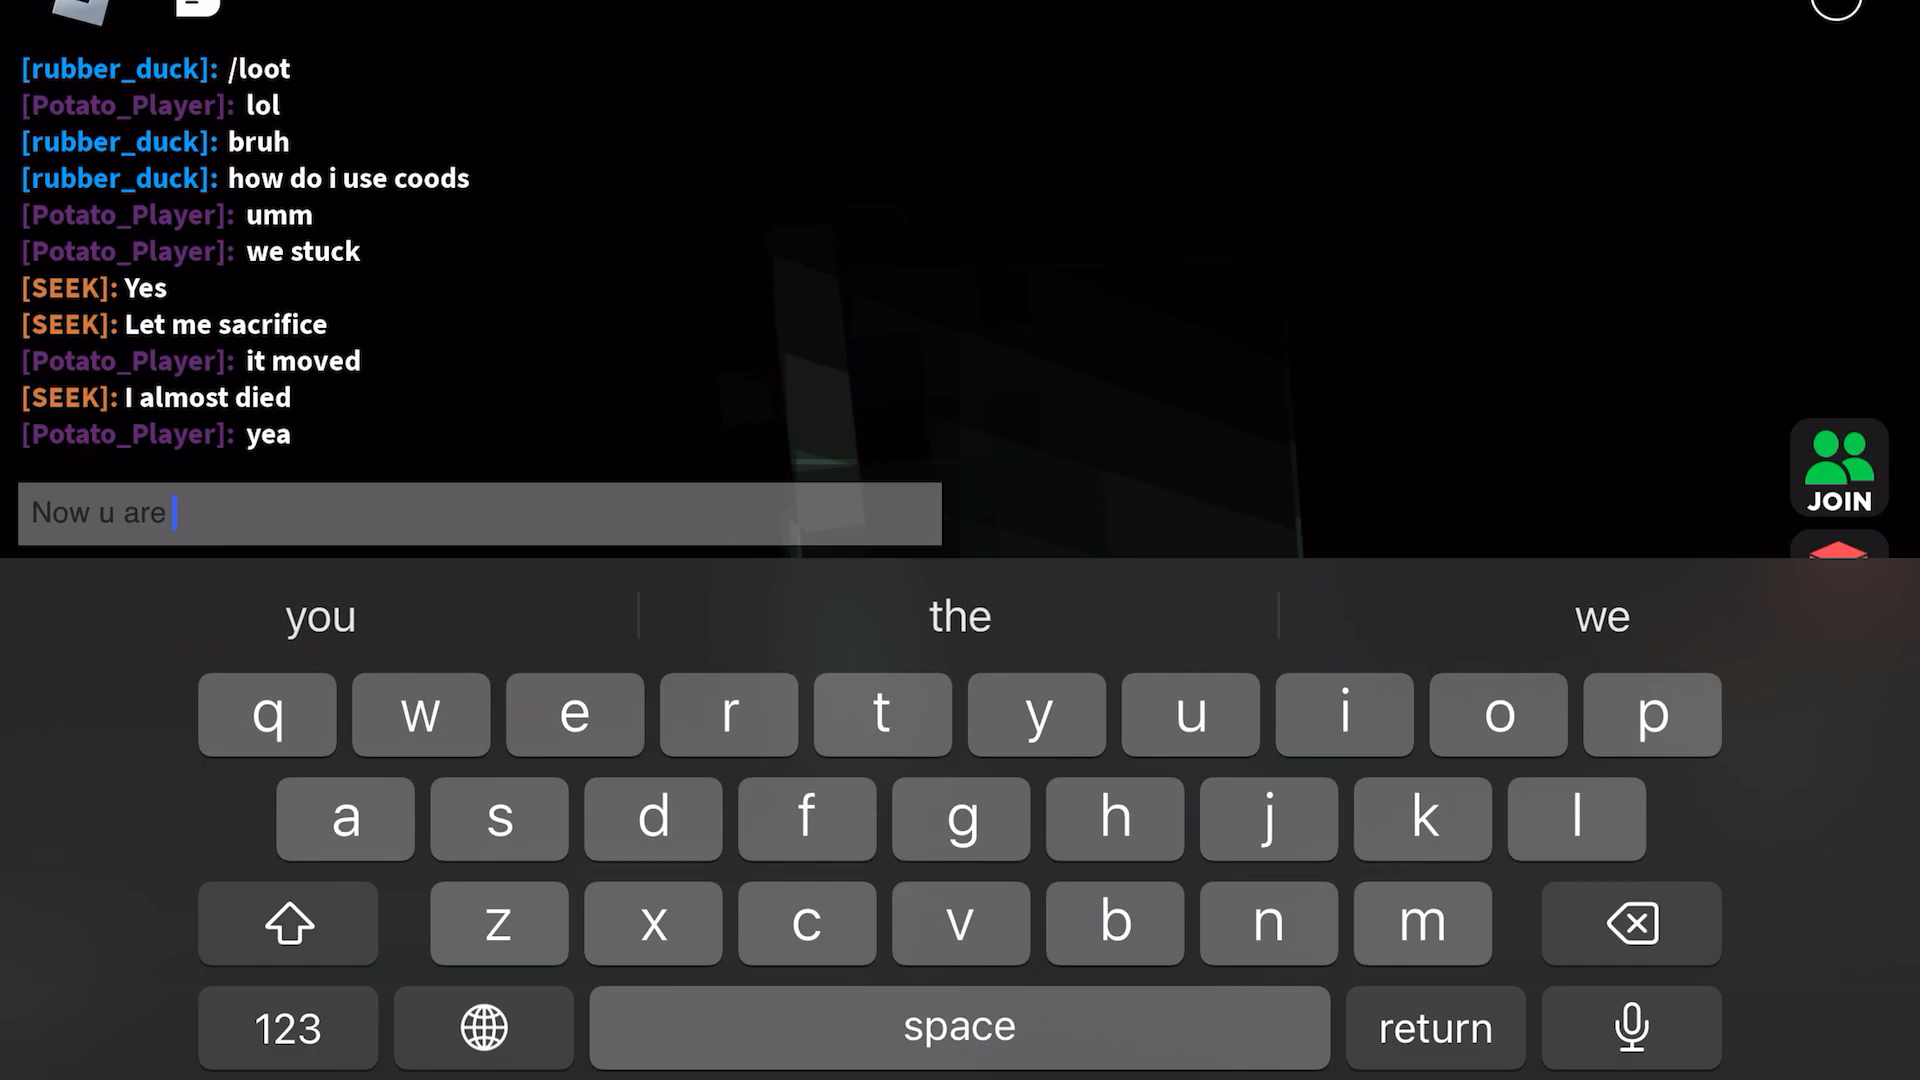 [rubber_duck]: /loot
[Potato_Player]: lol
[rubber_duck]: bruh
[rubber_duck]: how do i use coods
[Potato_Player]: umm
[Potato_Player]: we stuck
[SEEK]: Yes
[SEEK]: Let me sacrifice
[Potato_Player]: it moved
[SEEK]: I almost died
[Potato_Player]: yea
JOIN
Now u are
you the we
q w e r t y u i o p
a s d f g h j k l
z x c v b n m
123 space return